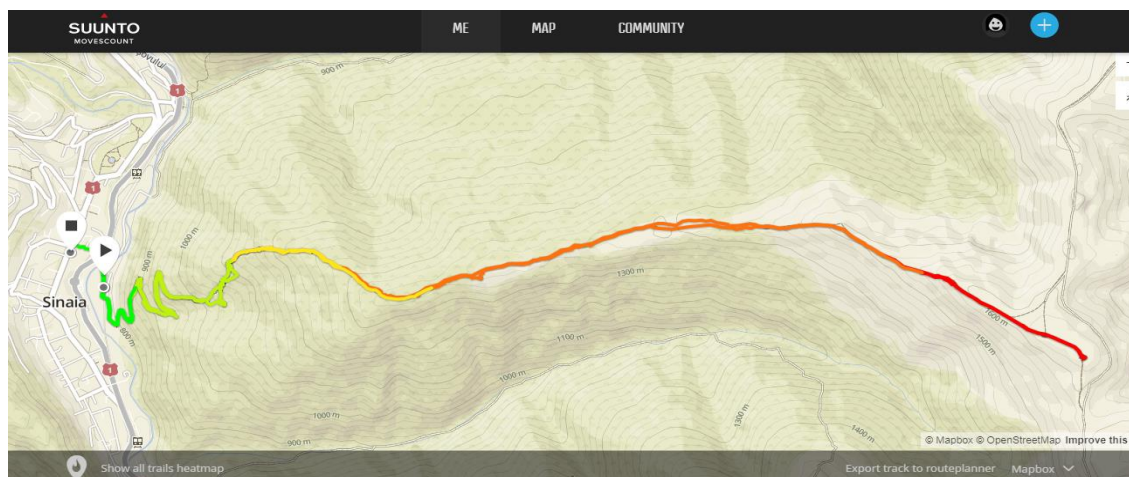 SUUNTO
MOVESCOUNT
ME
MAP
COMMUNITY
900 m
1
1
1000 m
900 m
1300 m
Sinaia
800 m
1600 m
1500 m
1100 m
1
1000 m
1000 m
1300 m
1400 m
900 m
© Mapbox © OpenStreetMap Improve this
Show all trails heatmap
Export track to routeplanner
Mapbox